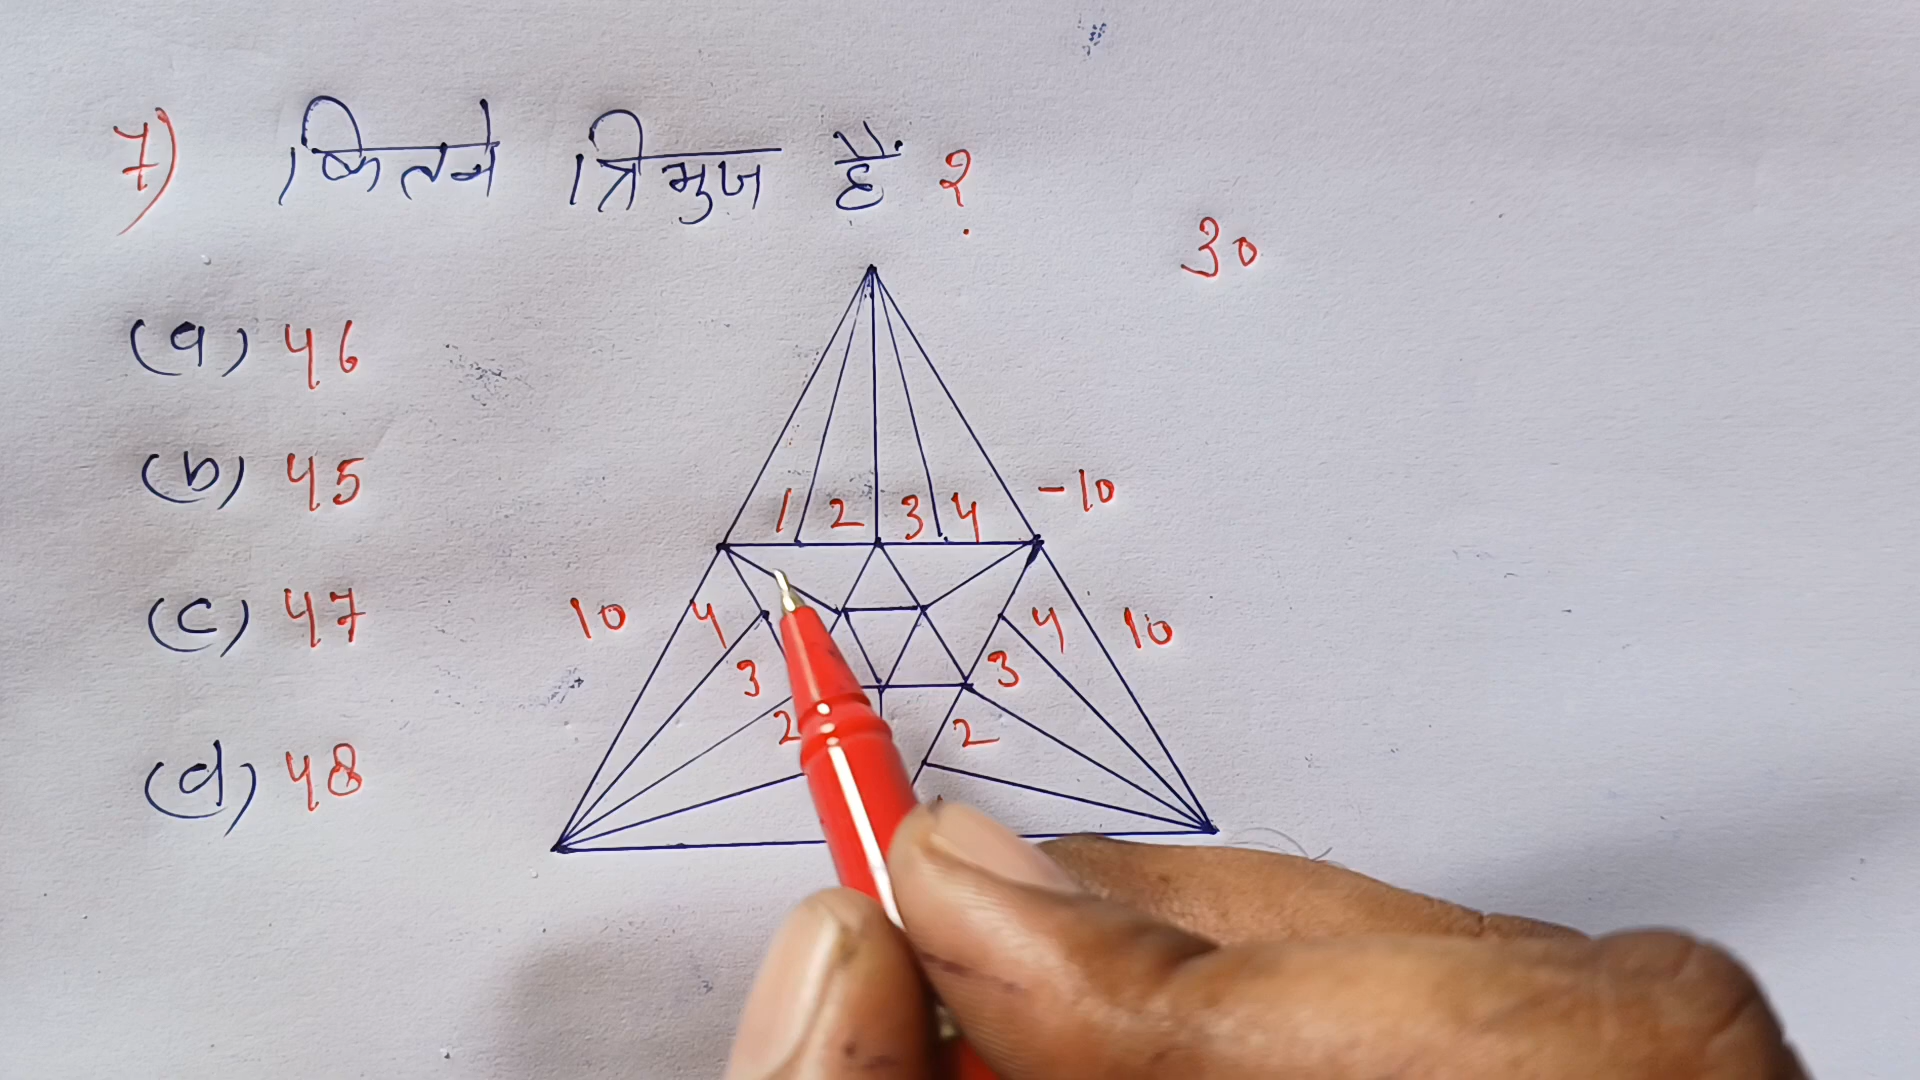 7) कितने त्रिभुज हैं ?
30
(a) 46
(b) 45
(c) 47
(d) 48
1 2 3 4 -10
10 4 4 10
3 3
2 2